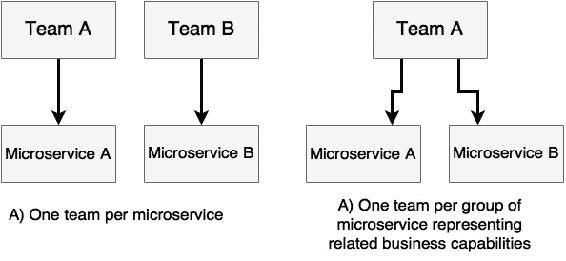 Team A
Team B
Team A
Microservice A
Microservice B
Microservice A
Microservice B
A) One team per microservice
A) One team per group of
microservice representing
related business capabilities